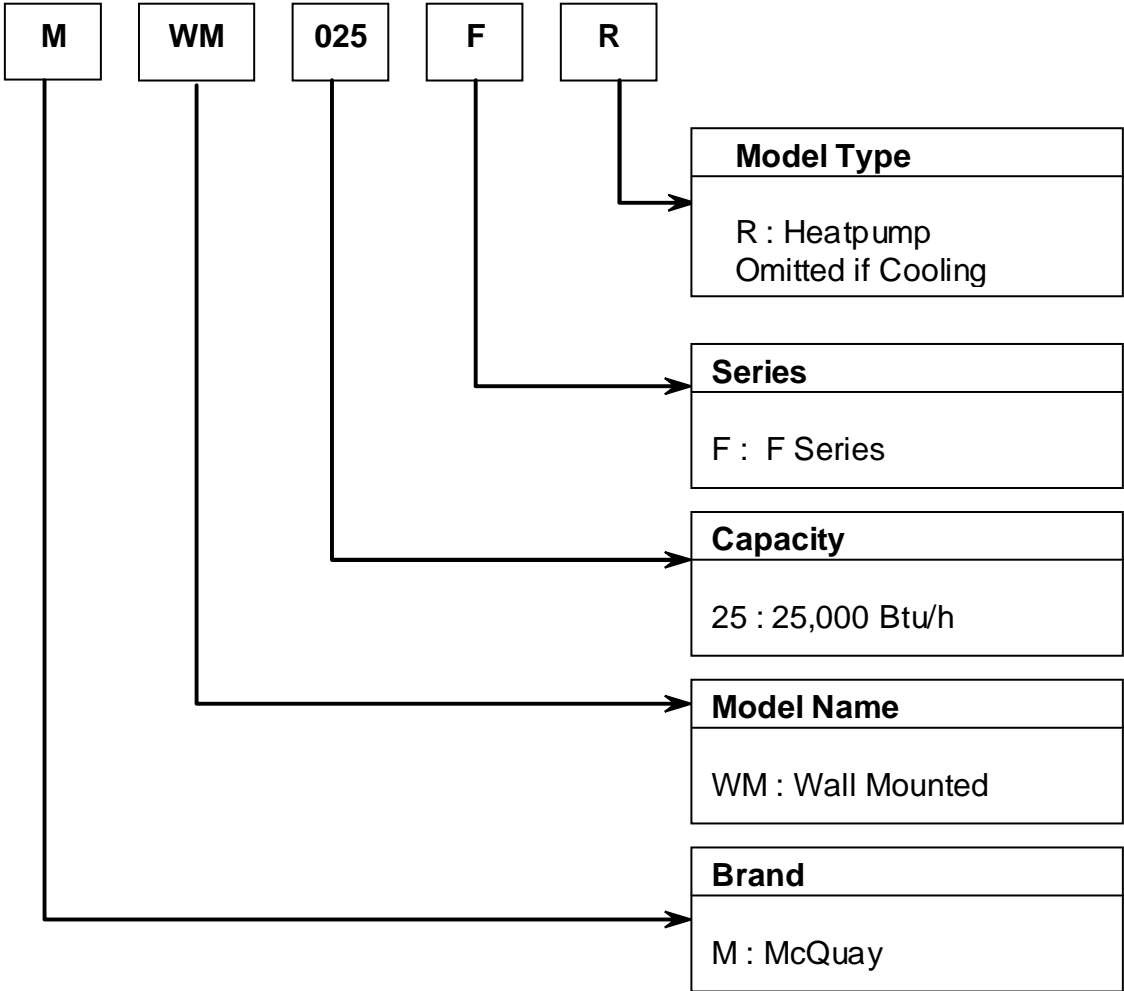 M WM 025 F R
Model Type
R : Heatpump
Omitted if Cooling
Series
F : F Series
Capacity
25 : 25,000 Btu/h
Model Name
WM : Wall Mounted
Brand
M : McQuay